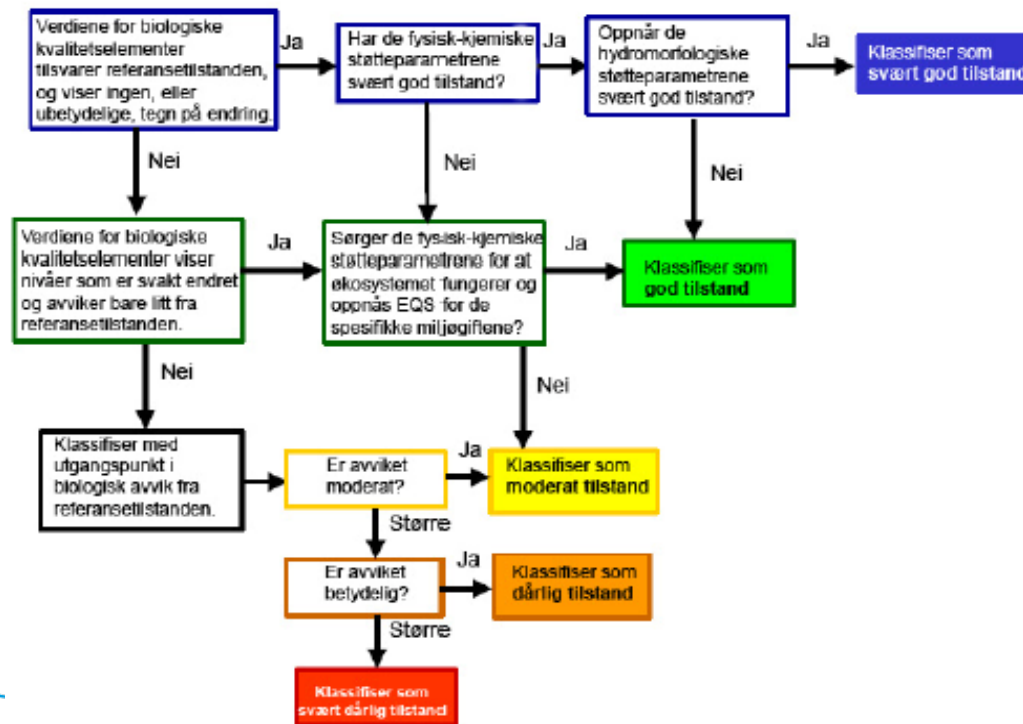 Verdiene for biologiske
kvalitetselementer
tilsvarer referansetilstanden,
og viser ingen, eller
ubetydelige, tegn på endring.
Ja
Har de fysisk-kjemiske
støtteparametrene
svært god tilstand?
Ja
Oppnår de
hydromorfologiske
støtteparametrene
svært god tilstand?
Ja
Klassifiser som
svært god tilstand
Nei
Nei
Nei
Verdiene for biologiske
kvalitetselementer viser
nivåer som er svakt endret
og avviker bare litt fra
referansetilstanden.
Ja
Sørger de fysisk-kjemiske
støtteparametrene for at
økosystemet fungerer og
oppnås EQS for de
spesifikke miljøgiftene?
Ja
Klassifiser som
god tilstand
Nei
Nei
Klassifiser med
utgangspunkt i
biologisk avvik fra
referansetilstanden.
Er avviket
moderat?
Ja
Klassifiser som
moderat tilstand
Større
Er avviket
betydelig?
Ja
Klassifiser som
dårlig tilstand
Større
Klassifiser som
svært dårlig tilstand